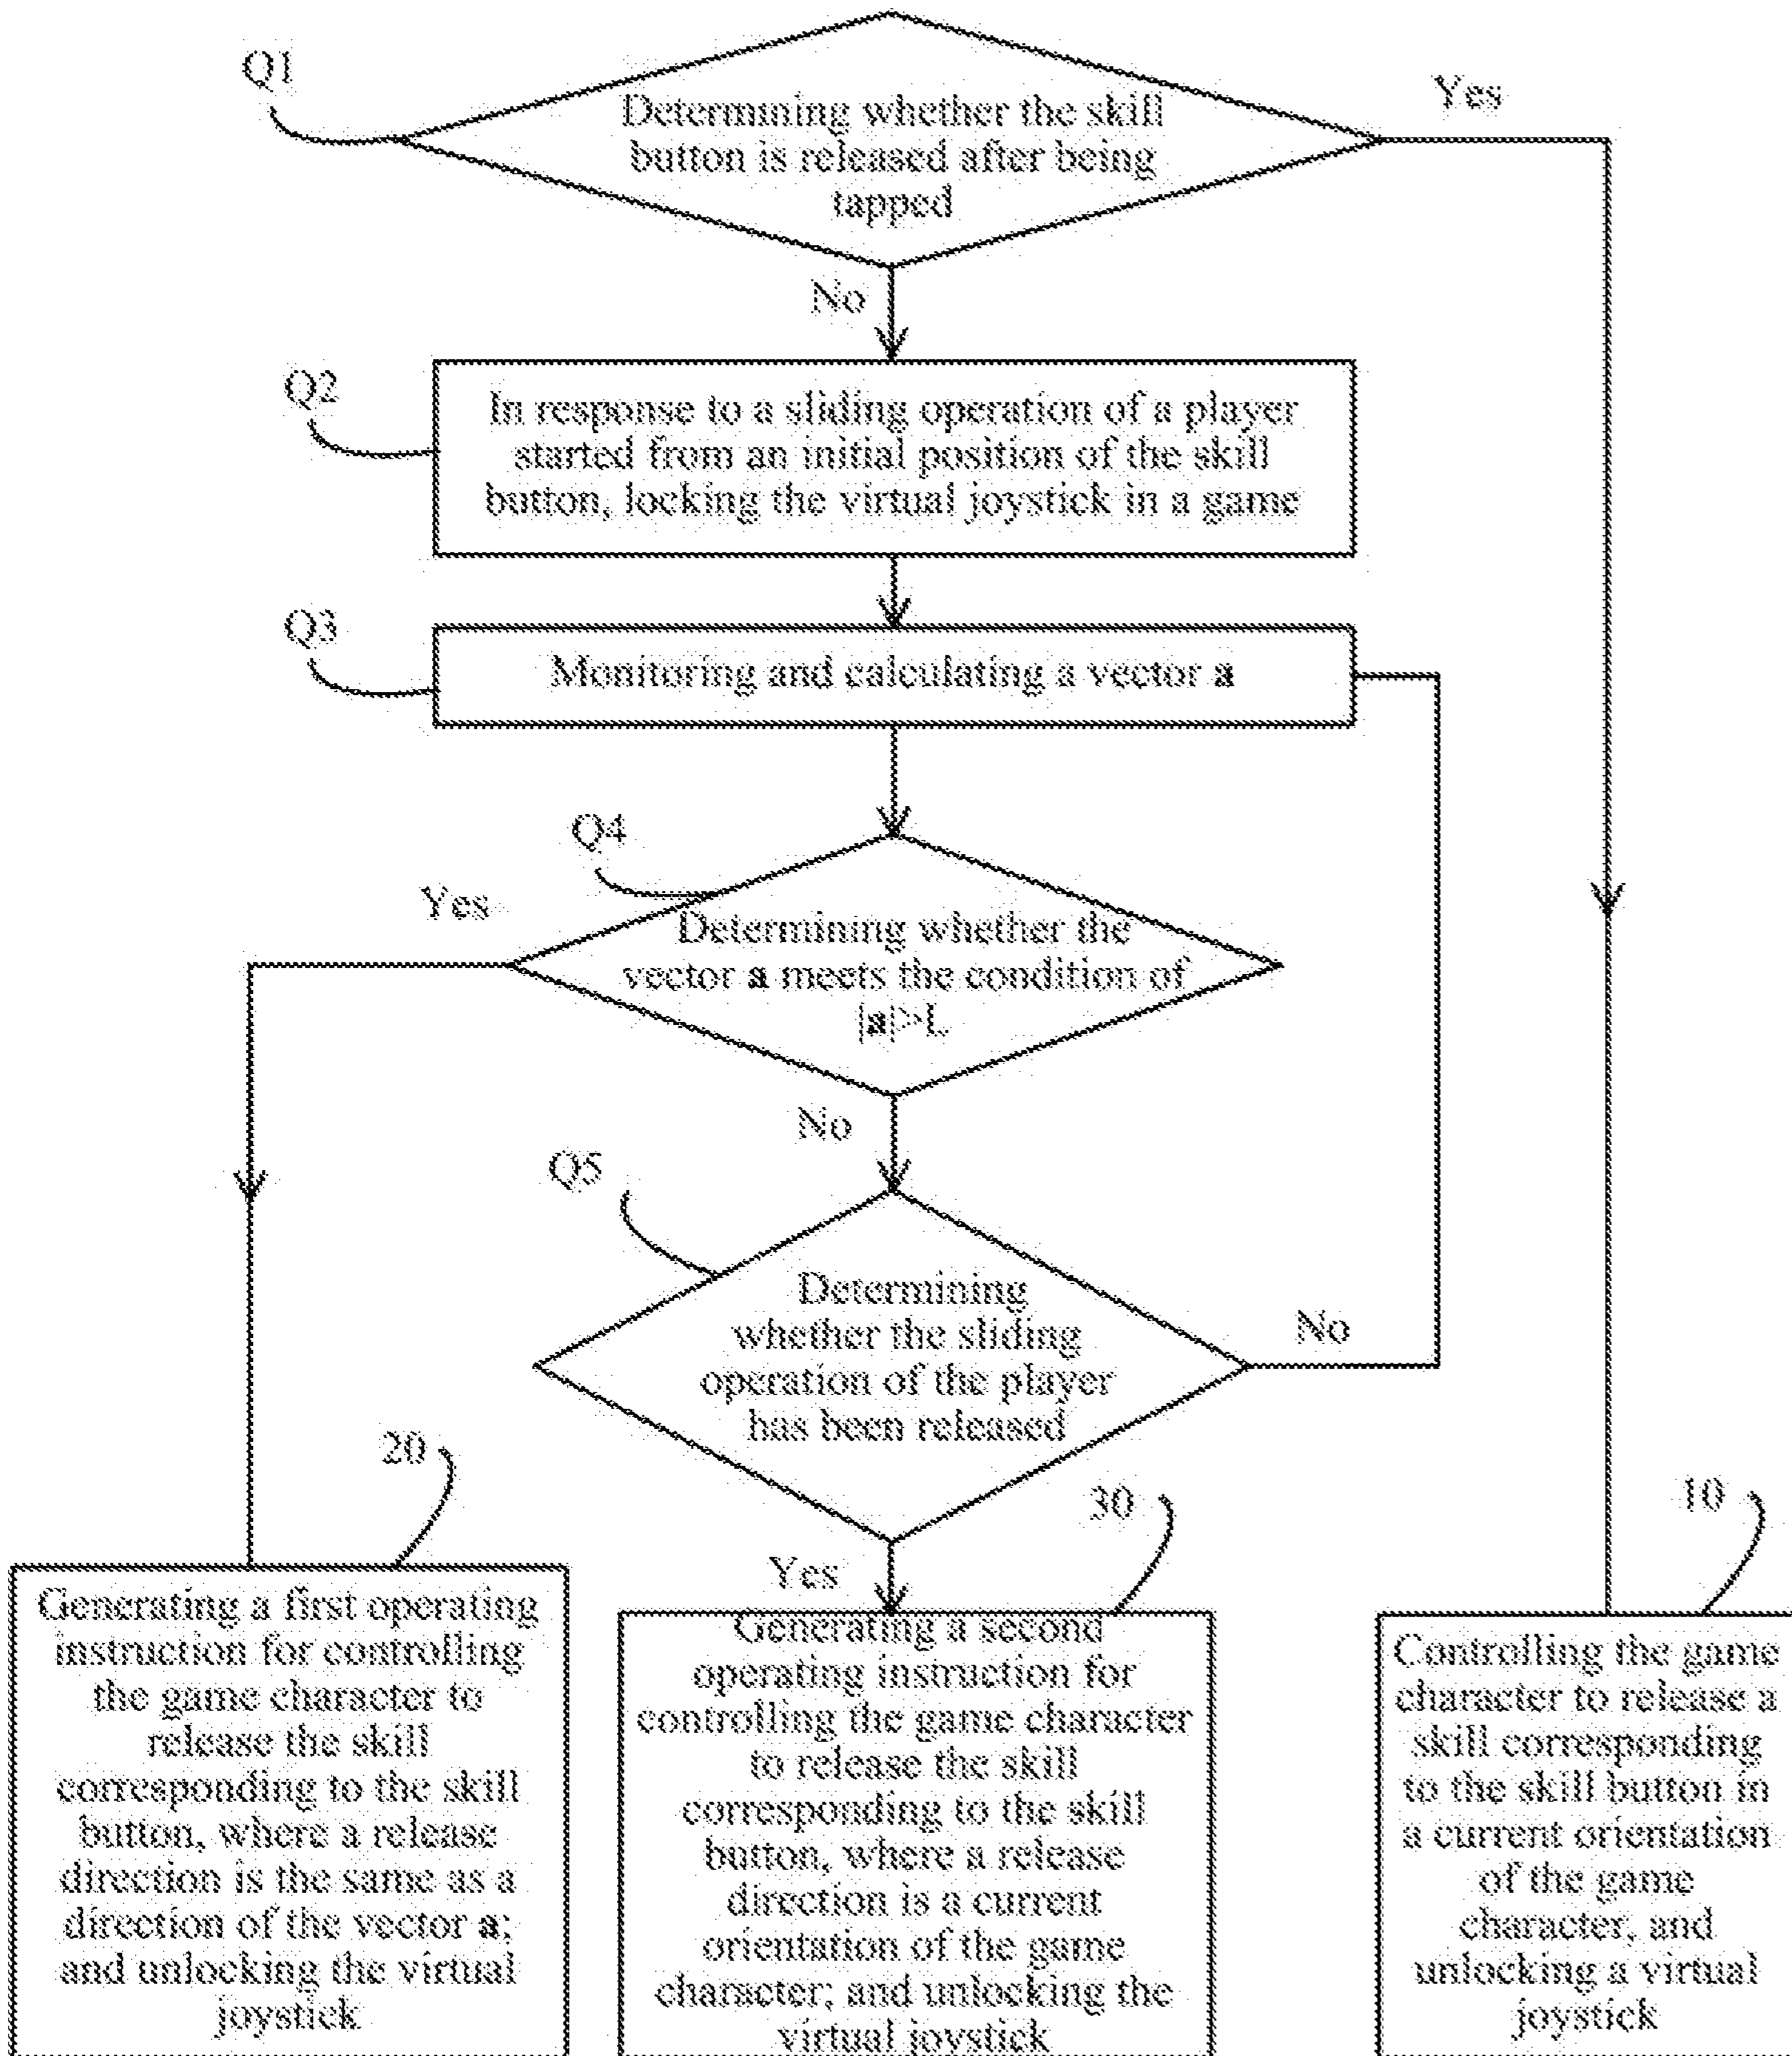 Q1
Determining whether the skill
button is released after being
tapped
Yes
No
Q2
In response to a sliding operation of a player
started from an initial position of the skill
button, locking the virtual joystick in a game
Q3
Monitoring and calculating a vector a
Q4
Yes
Determining whether the
vector a meets the condition of
|a|>L
No
Q5
Determining
whether the sliding
operation of the player
has been released
No
Yes
20
Generating a first operating
instruction for controlling
the game character to
release the skill
corresponding to the skill
button, where a release
direction is the same as a
direction of the vector a;
and unlocking the virtual
joystick
30
Generating a second
operating instruction for
controlling the game character
to release the skill
corresponding to the skill
button, where a release
direction is a current
orientation of the game
character; and unlocking the
virtual joystick
10
Controlling the game
character to release a
skill corresponding
to the skill button in
a current orientation
of the game
character, and
unlocking a virtual
joystick